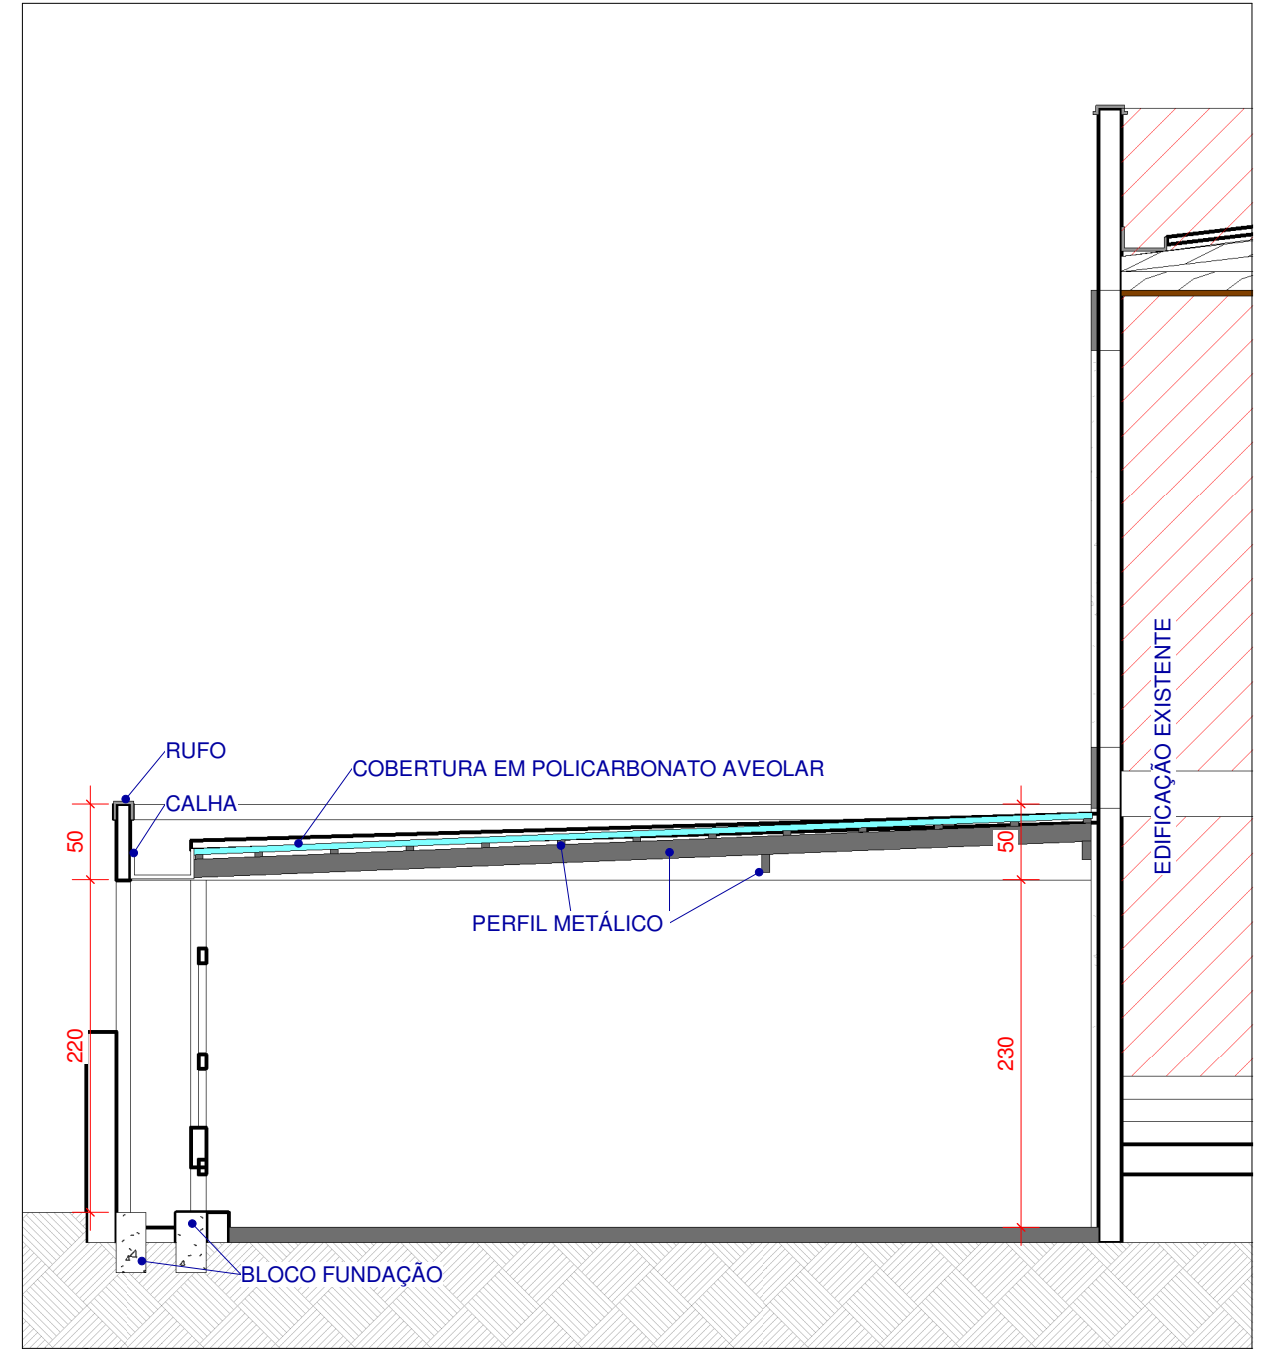 EDIFICAÇÃO EXISTENTE
RUFO
COBERTURA EM POLICARBONATO AVEOLAR
CALHA
50
50
PERFIL METÁLICO
220
230
BLOCO FUNDAÇÃO